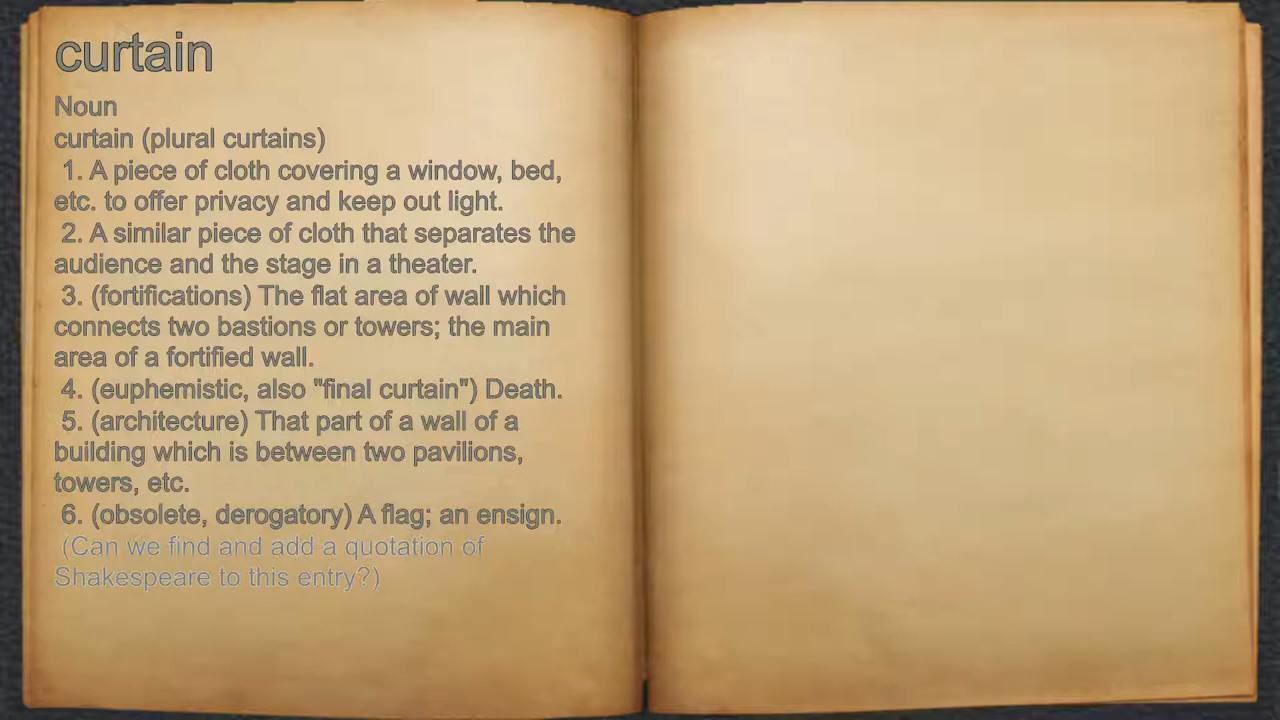 curtain
Noun
curtain (plural curtains)
1. A piece of cloth covering a window, bed,
etc. to offer privacy and keep out light.
2. A similar piece of cloth that separates the
audience and the stage in a theater.
3. (fortifications) The flat area of wall which
connects two bastions or towers; the main
area of a fortified wall.
4. (euphemistic, also "final curtain") Death.
5. (architecture) That part of a wall of a
building which is between two pavilions,
towers, etc.
6. (obsolete, derogatory) A flag; an ensign.
(Can we find and add a quotation of
Shakespeare to this entry?)